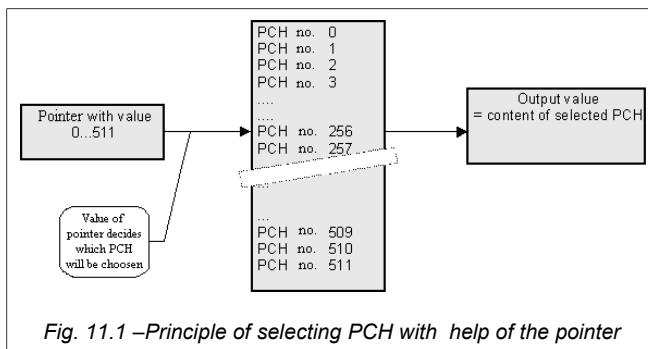 Pointer with value
0...511
Value of
pointer decides
which PCH
will be choosen
PCH no. 0
PCH no. 1
PCH no. 2
PCH no. 3
....
....
PCH no. 256
PCH no. 257
...
...
PCH no. 509
PCH no. 510
PCH no. 511
Output value
= content of selected PCH
Fig. 11.1 –Principle of selecting PCH with help of the pointer